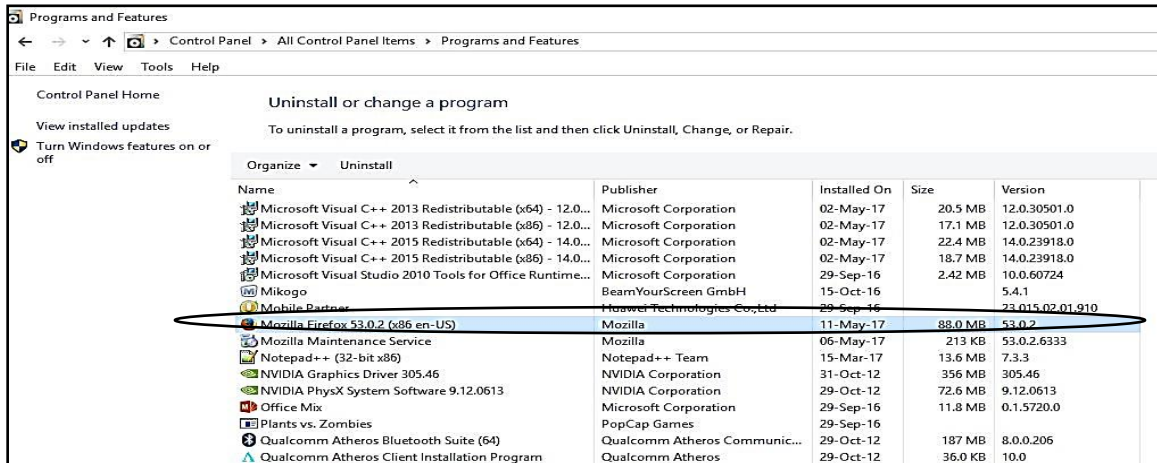 Programs and Features
Control Panel > All Control Panel Items > Programs and Features
File Edit View Tools Help
Control Panel Home
View installed updates
Turn Windows features on or
off
Uninstall or change a program
To uninstall a program, select it from the list and then click Uninstall, Change, or Repair.
Organize Uninstall
Name Publisher Installed On Size Version
Microsoft Visual C++ 2013 Redistributable (x64) - 12.0... Microsoft Corporation 02-May-17 20.5 MB 12.0.30501.0
Microsoft Visual C++ 2013 Redistributable (x86) - 12.0... Microsoft Corporation 02-May-17 17.1 MB 12.0.30501.0
Microsoft Visual C++ 2015 Redistributable (x64) - 14.0... Microsoft Corporation 02-May-17 22.4 MB 14.0.23918.0
Microsoft Visual C++ 2015 Redistributable (x86) - 14.0... Microsoft Corporation 02-May-17 18.7 MB 14.0.23918.0
Microsoft Visual Studio 2010 Tools for Office Runtime... Microsoft Corporation 29-Sep-16 2.42 MB 10.0.60724
Mikogo BeamYourScreen GmbH 15-Oct-16 5.4.1
Mobile Partner Huawei Technologies Co.,Ltd 29-Sep-16 23.015.02.01.910
Mozilla Firefox 53.0.2 (x86 en-US) Mozilla 11-May-17 88.0 MB 53.0.2
Mozilla Maintenance Service Mozilla 06-May-17 213 KB 53.0.2.6333
Notepad++ (32-bit x86) Notepad++ Team 15-Mar-17 13.6 MB 7.3.3
NVIDIA Graphics Driver 305.46 NVIDIA Corporation 31-Oct-12 356 MB 305.46
NVIDIA PhysX System Software 9.12.0613 NVIDIA Corporation 29-Oct-12 72.6 MB 9.12.0613
Office Mix Microsoft Corporation 29-Sep-16 11.8 MB 0.1.5720.0
Plants vs. Zombies PopCap Games 29-Sep-16
Qualcomm Atheros Bluetooth Suite (64) Qualcomm Atheros Communic... 29-Oct-12 187 MB 8.0.0.206
Qualcomm Atheros Client Installation Program Qualcomm Atheros 29-Oct-12 36.0 KB 10.0